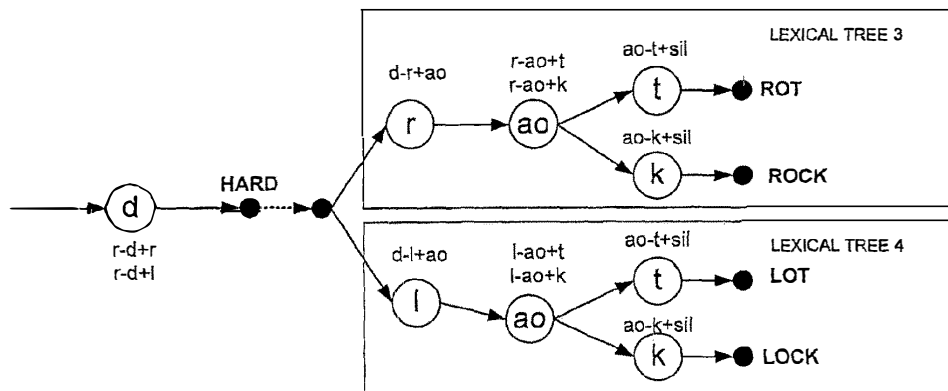 LEXICAL TREE 3
d-r+ao
r-ao+t
r-ao+k
ao-t+sil
r
ao
t
ROT
ao-k+sil
k
ROCK
HARD
d
r-d+r
r-d+l
LEXICAL TREE 4
d-l+ao
l-ao+t
l-ao+k
ao-t+sil
l
ao
t
LOT
ao-k+sil
k
LOCK